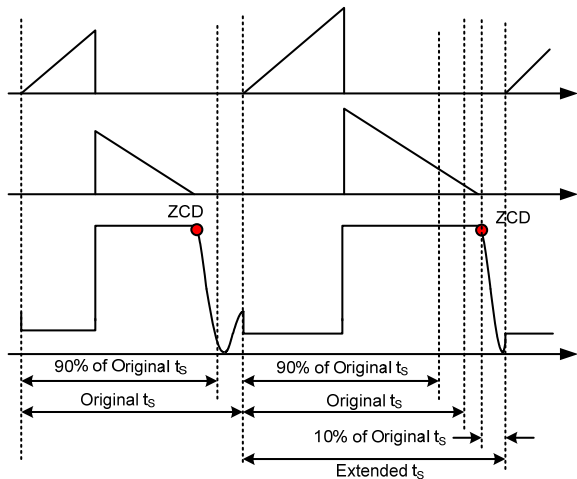 ZCD
ZCD
90% of Original tS
90% of Original tS
Original tS
Original tS
10% of Original tS
Extended tS